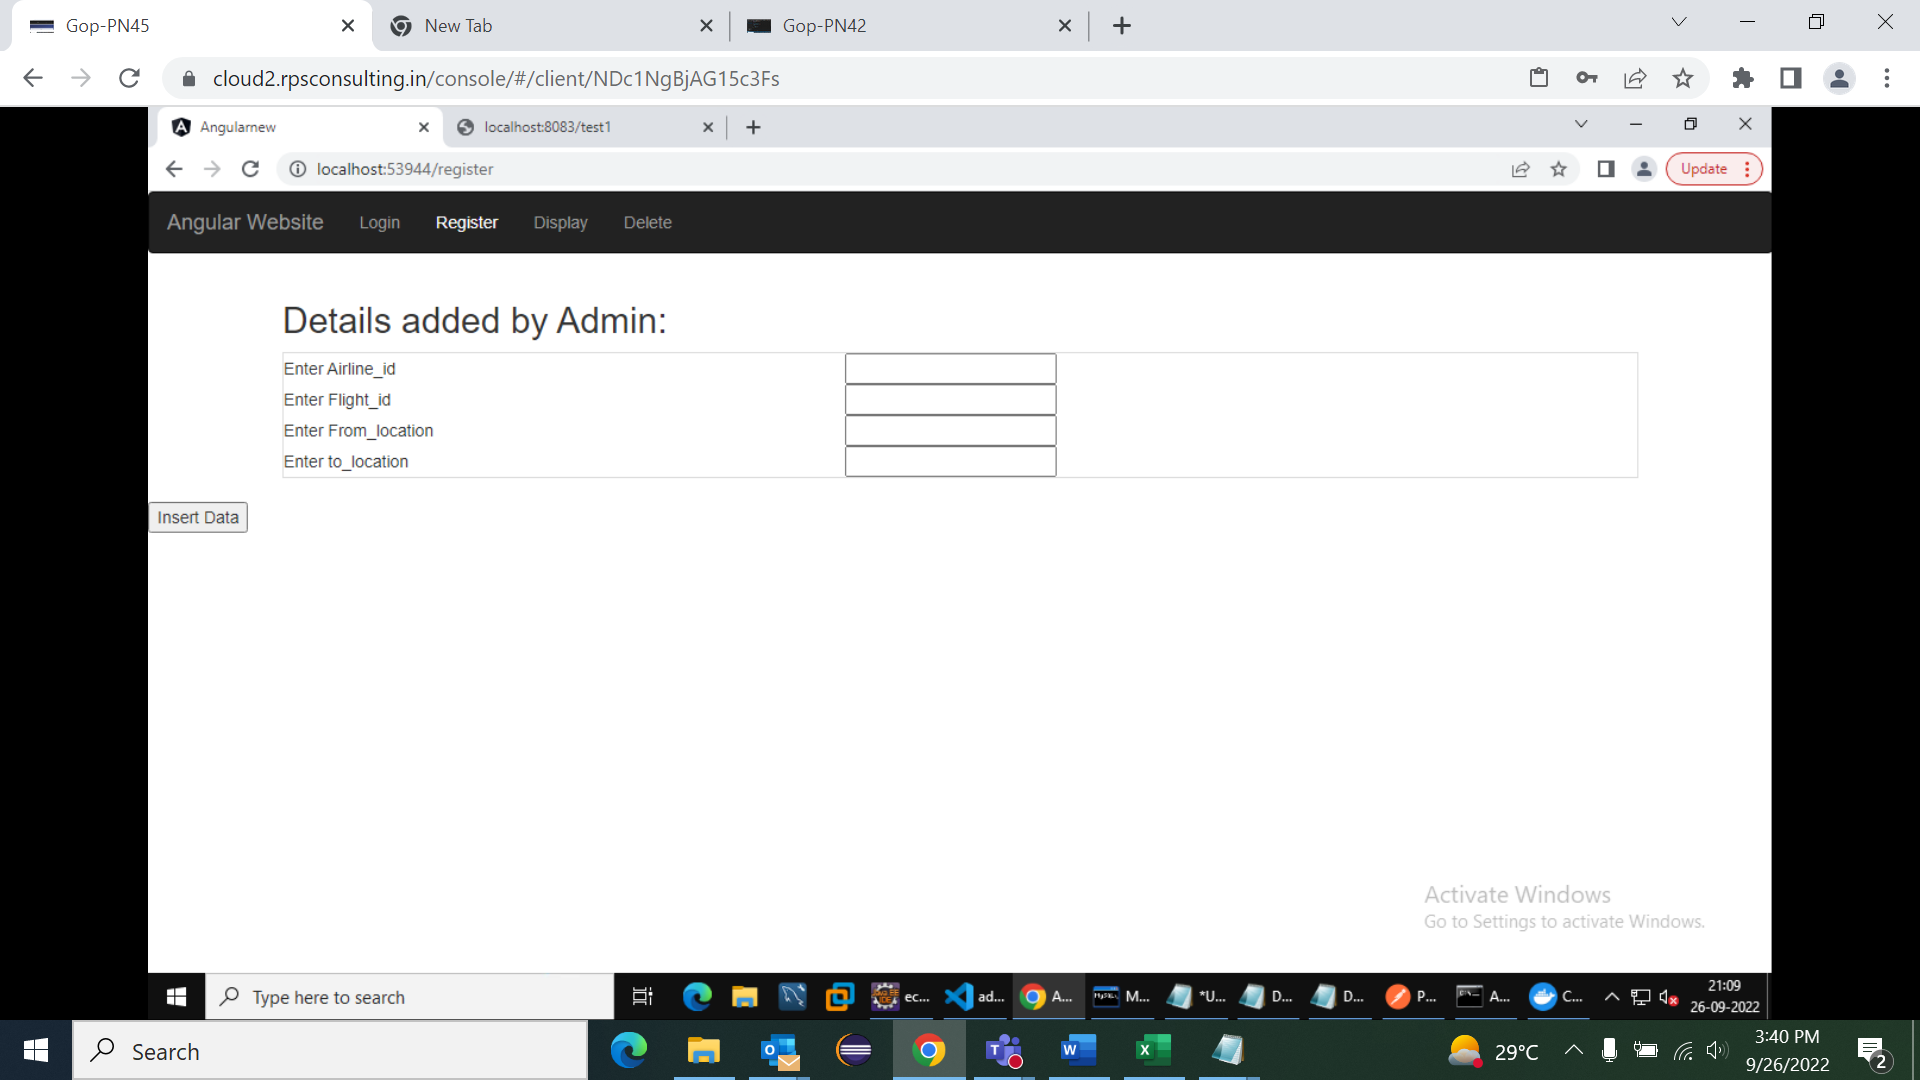 Gop-PN45
New Tab
Gop-PN42
cloud2.rpsconsulting.in/console/#/client/NDc1NgBjAG15c3Fs
Angularnew
localhost:8083/test1
localhost:53944/register
Update
Angular Website
Login
Register
Display
Delete
Details added by Admin:
Enter Airline_id
Enter Flight_id
Enter From_location
Enter to_location
Insert Data
Activate Windows
Go to Settings to activate Windows.
Type here to search
ec...
ad...
A...
M...
*U...
D...
D...
P...
A...
C...
21:09
26-09-2022
Search
29°C
3:40 PM
9/26/2022
2